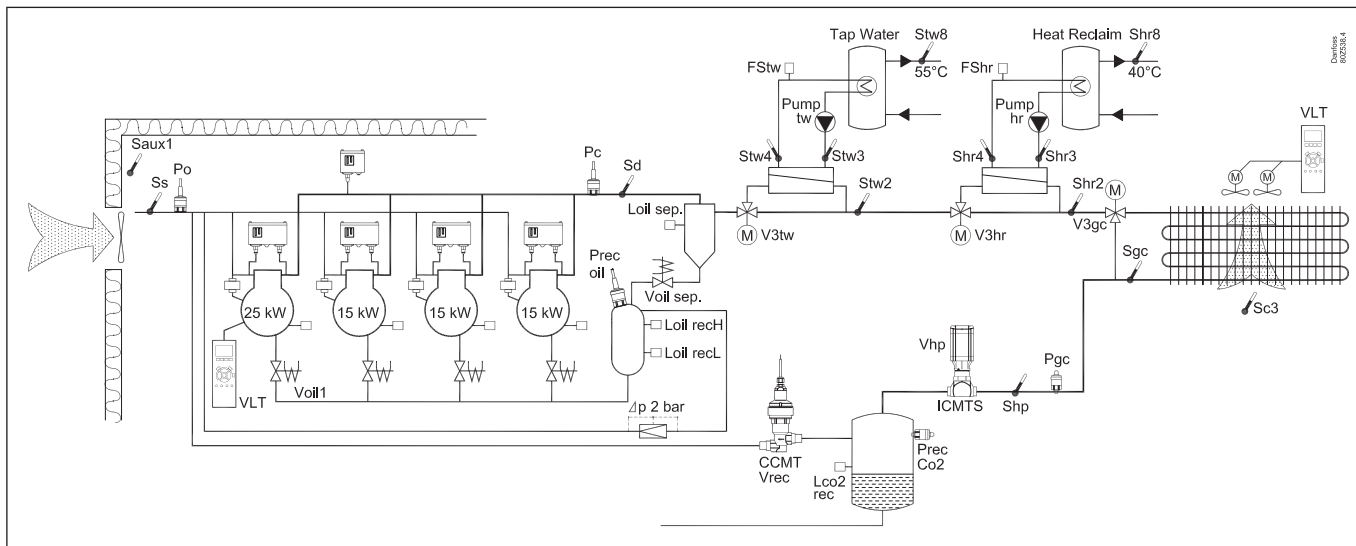 Tap Water
Stw8
55°C
FStw
Pump
tw
Stw4
Stw3
Stw2
V3tw
M
Heat Reclaim
Shr8
40°C
FShr
Pump
hr
Shr4
Shr3
Shr2
V3hr
M
M
V3gc
Danfoss
80Z538.4
VLT
M
M
Sgc
Sc3
Saux1
Ss
Po
Pc
Sd
Loil sep.
Voil sep.
Prec
oil
25 kW
15 kW
15 kW
15 kW
Loil recH
Loil recL
Voil1
VLT
Δp 2 bar
CCMT
Vrec
Lco2
rec
Prec
Co2
Vhp
ICMTS
Shp
Pgc